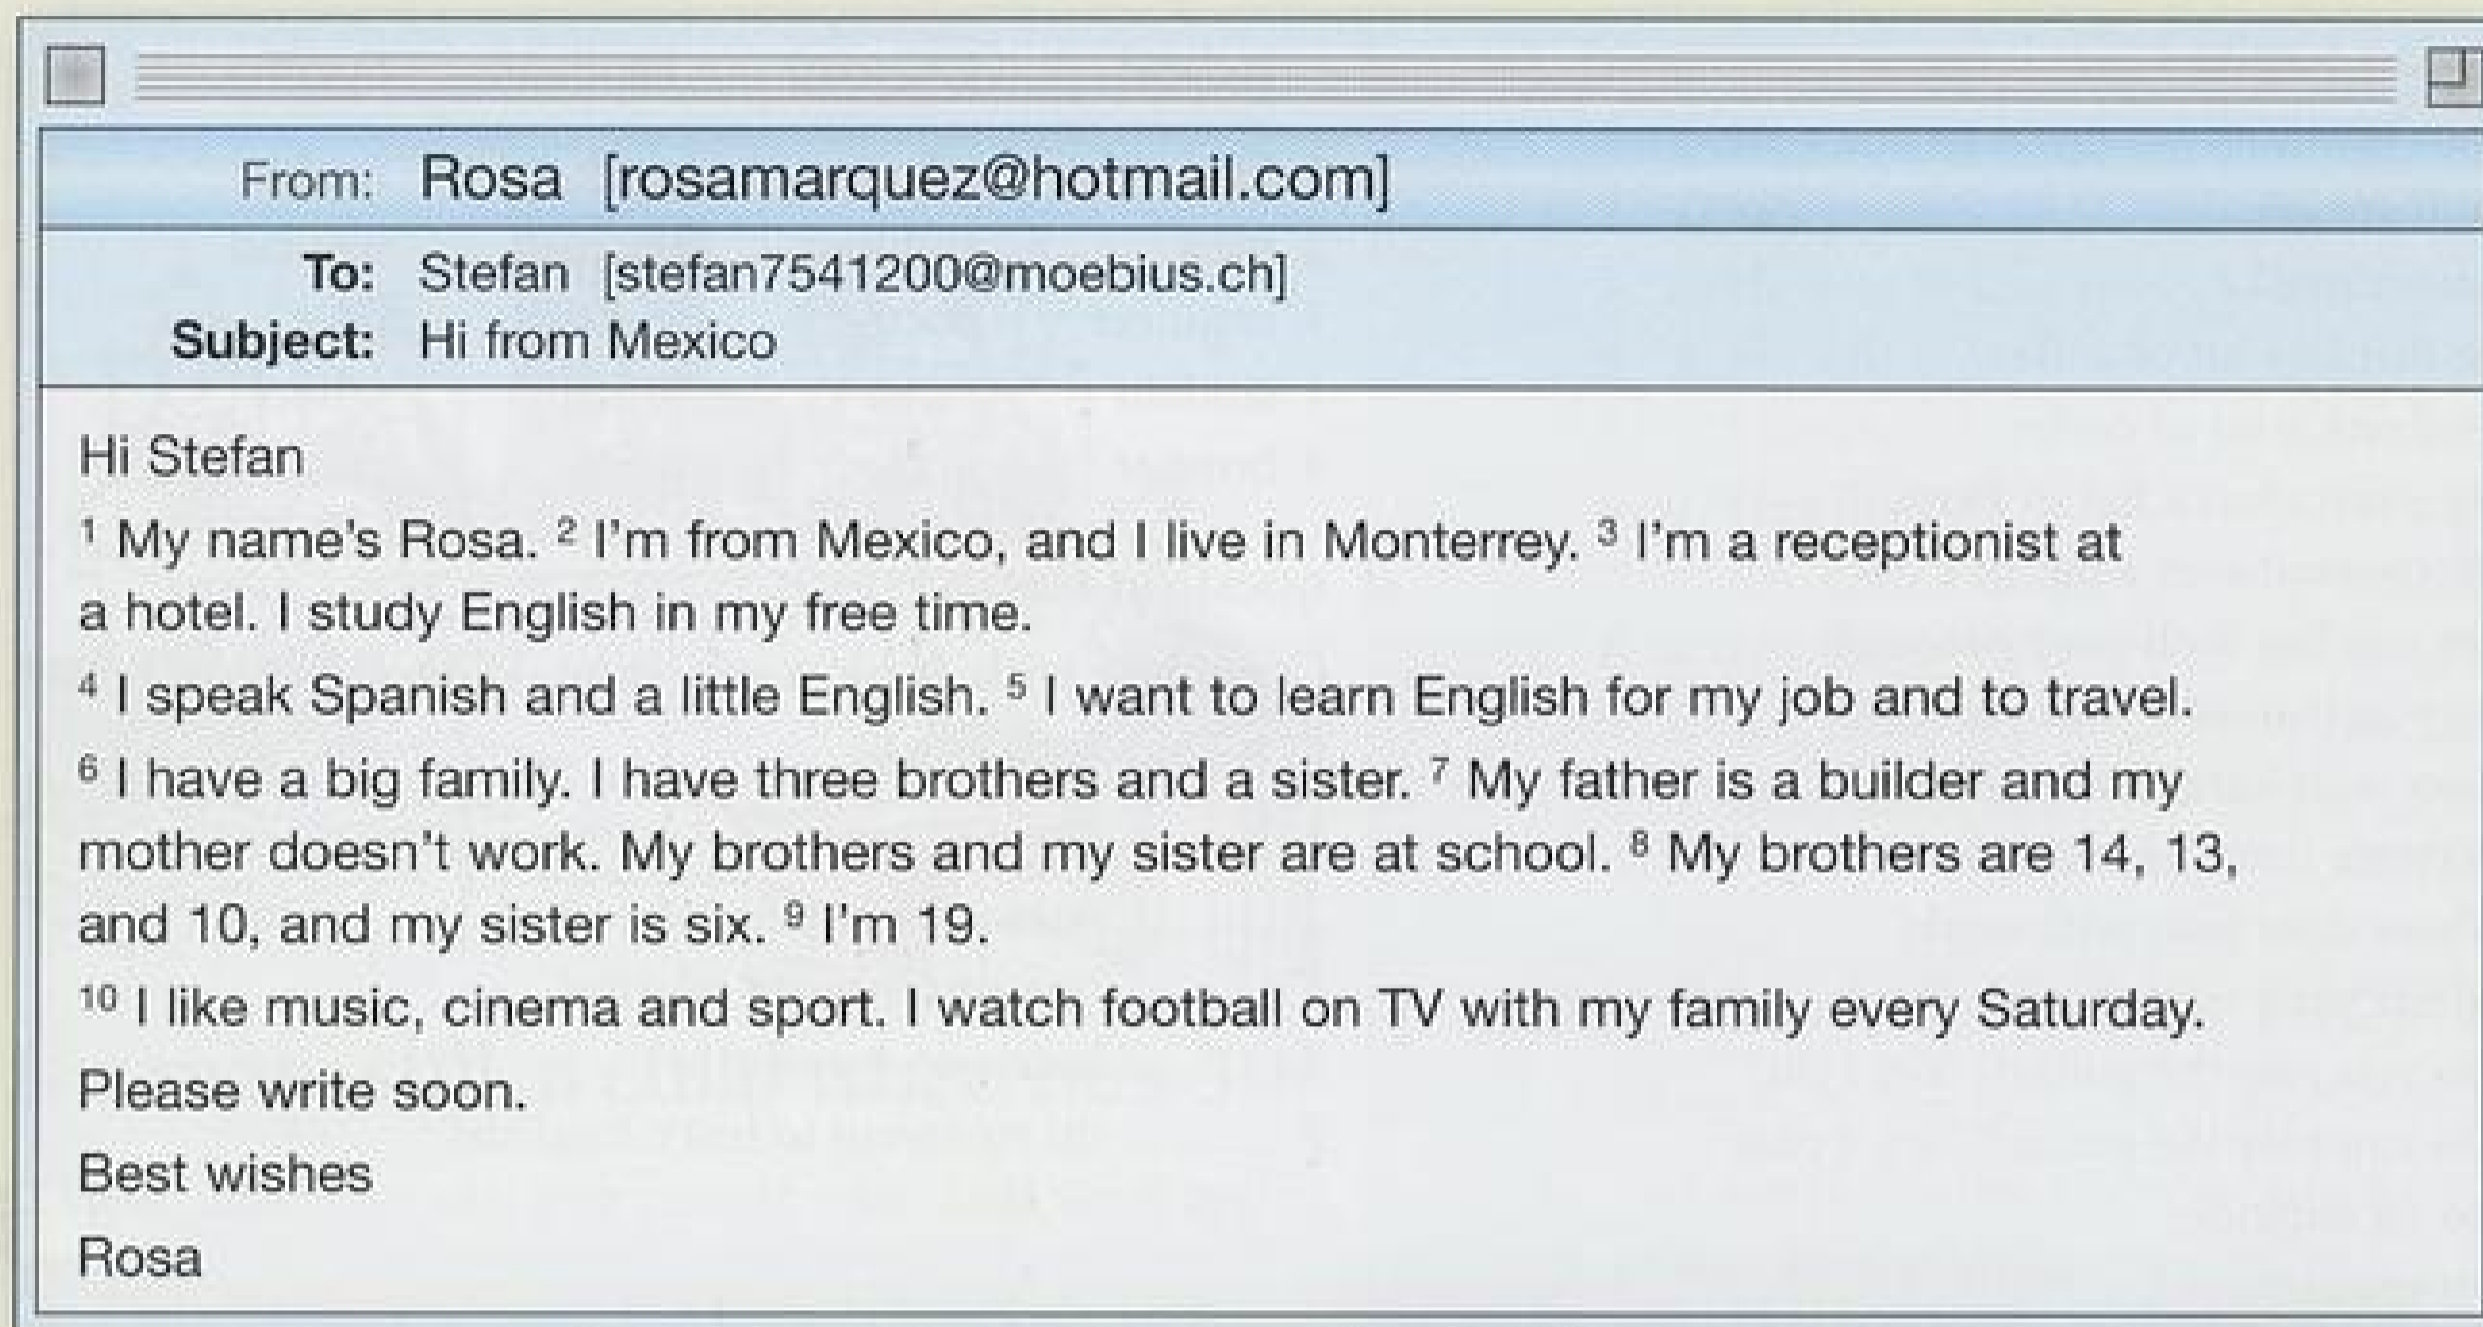 From: Rosa [rosamarquez@hotmail.com]
To: Stefan [stefan7541200@moebius.ch]
Subject: Hi from Mexico
Hi Stefan
1 My name's Rosa. 2 I'm from Mexico, and I live in Monterrey. 3 I'm a receptionist at
a hotel. I study English in my free time.
4 I speak Spanish and a little English. 5 I want to learn English for my job and to travel.
6 I have a big family. I have three brothers and a sister. 7 My father is a builder and my
mother doesn't work. My brothers and my sister are at school. 8 My brothers are 14, 13,
and 10, and my sister is six. 9 I'm 19.
10 I like music, cinema and sport. I watch football on TV with my family every Saturday.
Please write soon.
Best wishes
Rosa